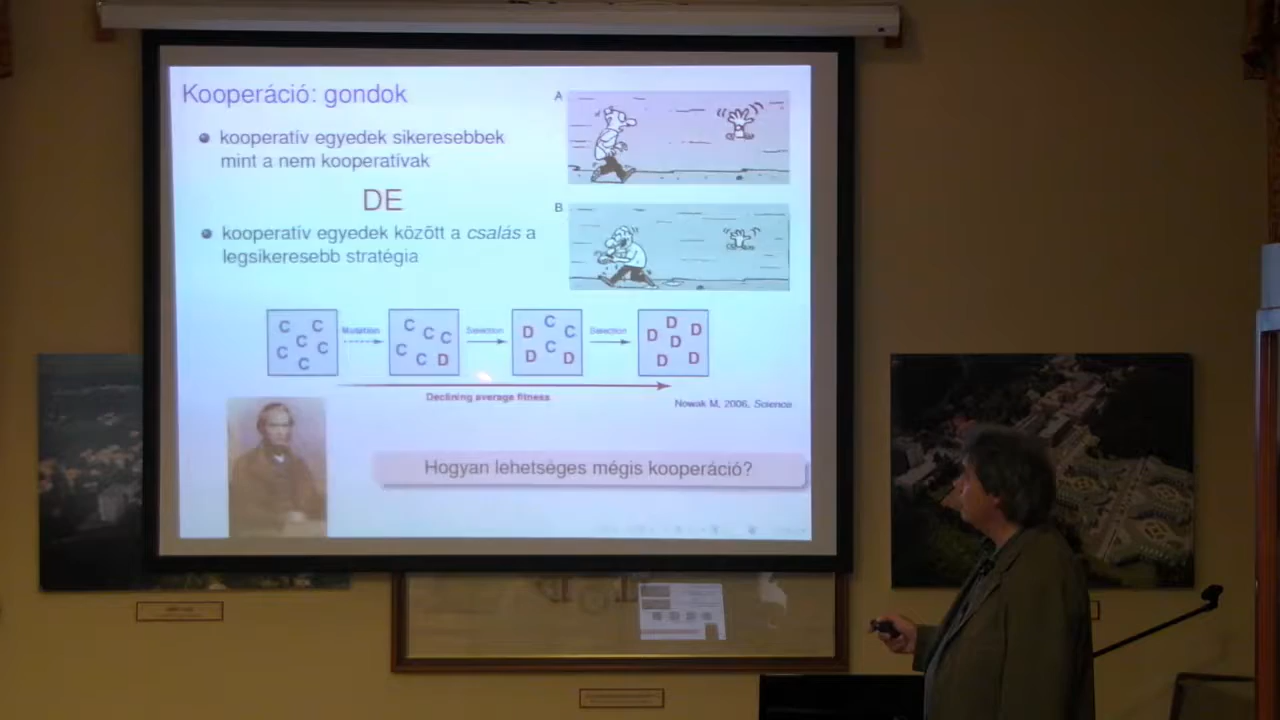 Kooperáció: gondok
kooperatív egyedek sikeresebbek
mint a nem kooperatívak
DE
kooperatív egyedek között a csalás a
legsikeresebb stratégia
A
B
C C C C C C
Mutation
C C C C C D
Selection
D C C C D D
Selection
D D D D D D
Declining average fitness
Nowak M, 2006, Science
Hogyan lehetséges mégis kooperáció?